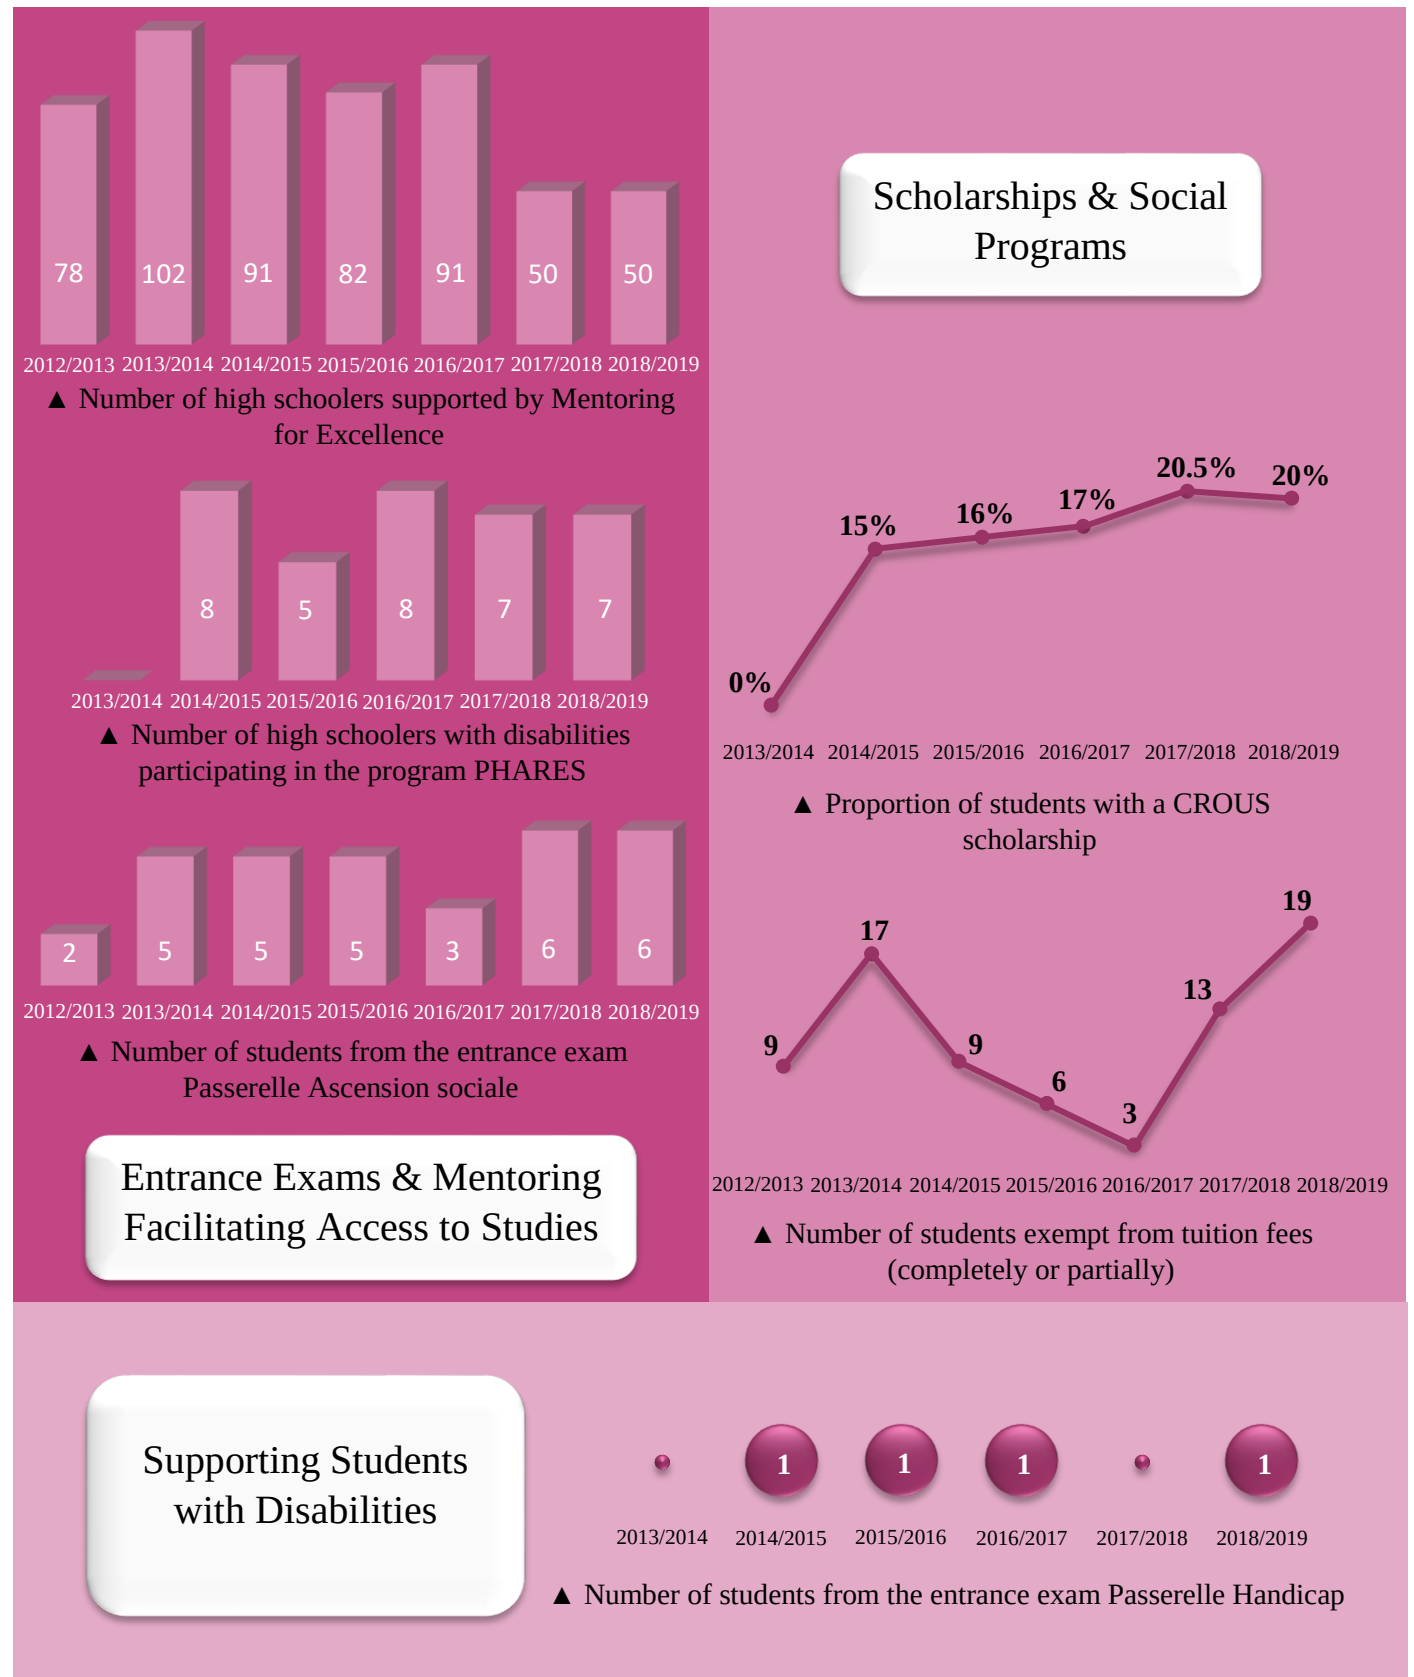 78 102 91 82 91 50 50
2012/2013 2013/2014 2014/2015 2015/2016 2016/2017 2017/2018 2018/2019
▲ Number of high schoolers supported by Mentoring
for Excellence
8 5 8 7 7
2013/2014 2014/2015 2015/2016 2016/2017 2017/2018 2018/2019
▲ Number of high schoolers with disabilities
participating in the program PHARES
2 5 5 5 3 6 6
2012/2013 2013/2014 2014/2015 2015/2016 2016/2017 2017/2018 2018/2019
▲ Number of students from the entrance exam
Passerelle Ascension sociale
Entrance Exams & Mentoring
Facilitating Access to Studies
Scholarships & Social
Programs
0% 15% 16% 17% 20.5% 20%
2013/2014 2014/2015 2015/2016 2016/2017 2017/2018 2018/2019
▲ Proportion of students with a CROUS
scholarship
9 17 9 6 3 13 19
2012/2013 2013/2014 2014/2015 2015/2016 2016/2017 2017/2018 2018/2019
▲ Number of students exempt from tuition fees
(completely or partially)
Supporting Students
with Disabilities
1 1 1 1
2013/2014 2014/2015 2015/2016 2016/2017 2017/2018 2018/2019
▲ Number of students from the entrance exam Passerelle Handicap